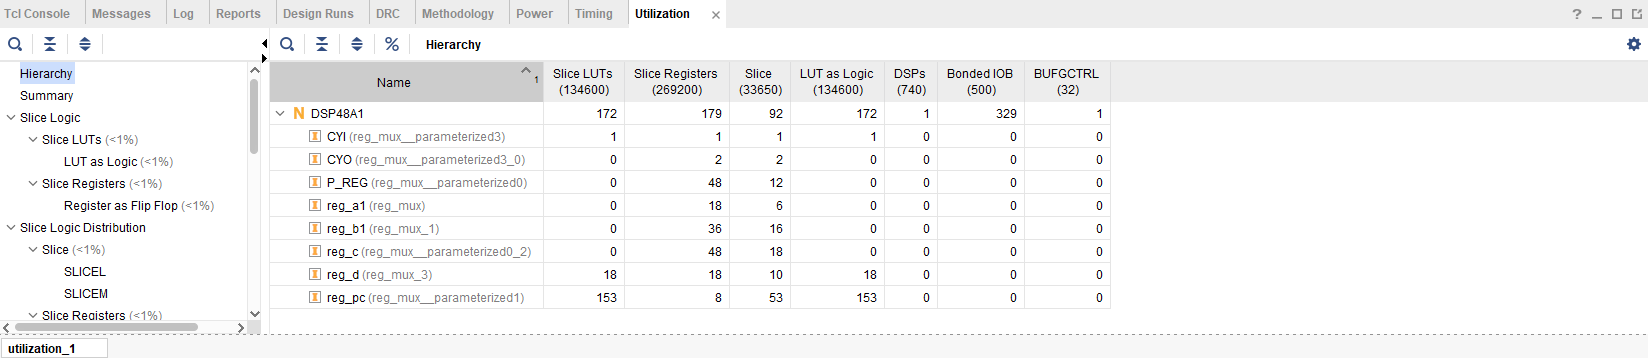 Tcl Console Messages Log Reports Design Runs DRC Methodology Power Timing Utilization
Hierarchy
Hierarchy
Summary
Slice Logic
Slice LUTs (<1%)
LUT as Logic (<1%)
Slice Registers (<1%)
Register as Flip Flop (<1%)
Slice Logic Distribution
Slice (<1%)
SLICEL
SLICEM
Slice Registers (<1%)
Name 1 Slice LUTs (134600) Slice Registers (269200) Slice (33650) LUT as Logic (134600) DSPs (740) Bonded IOB (500) BUFGCTRL (32)
N DSP48A1 172 179 92 172 1 329 1
I CYI (reg_mux__parameterized3) 1 1 1 1 0 0 0
I CYO (reg_mux__parameterized3_0) 0 2 2 0 0 0 0
I P_REG (reg_mux__parameterized0) 0 48 12 0 0 0 0
I reg_a1 (reg_mux) 0 18 6 0 0 0 0
I reg_b1 (reg_mux_1) 0 36 16 0 0 0 0
I reg_c (reg_mux__parameterized0_2) 0 48 18 0 0 0 0
I reg_d (reg_mux_3) 18 18 10 18 0 0 0
I reg_pc (reg_mux__parameterized1) 153 8 53 153 0 0 0
utilization_1